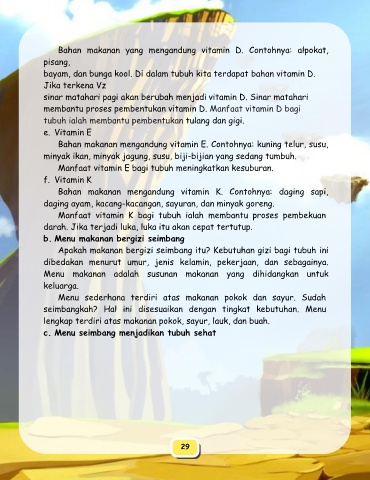 Bahan makanan yang mengandung vitamin D. Contohnya: alpokat,
pisang,
bayam, dan bunga kool. Di dalam tubuh kita terdapat bahan vitamin D.
Jika terkena Vz
sinar matahari pagi akan berubah menjadi vitamin D. Sinar matahari
membantu proses pembentukan vitamin D. Manfaat vitamin D bagi
tubuh ialah membantu pembentukan tulang dan gigi.
e. Vitamin E
Bahan makanan mengandung vitamin E. Contohnya: kuning telur, susu,
minyak ikan, minyak jagung, susu, biji-bijian yang sedang tumbuh.
Manfaat vitamin E bagi tubuh meningkatkan kesuburan.
f. Vitamin K
Bahan makanan mengandung vitamin K. Contohnya: daging sapi,
daging ayam, kacang-kacangan, sayuran, dan minyak goreng.
Manfaat vitamin K bagi tubuh ialah membantu proses pembekuan
darah. Jika terjadi luka, luka itu akan cepat tertutup.
b. Menu makanan bergizi seimbang
Apakah makanan bergizi seimbang itu? Kebutuhan gizi bagi tubuh ini
dibedakan menurut umur, jenis kelamin, pekerjaan, dan sebagainya.
Menu makanan adalah susunan makanan yang dihidangkan untuk
keluarga.
Menu sederhana terdiri atas makanan pokok dan sayur. Sudah
seimbangkah? Hal ini disesuaikan dengan tingkat kebutuhan. Menu
lengkap terdiri atas makanan pokok, sayur, lauk, dan buah.
c. Menu seimbang menjadikan tubuh sehat
29